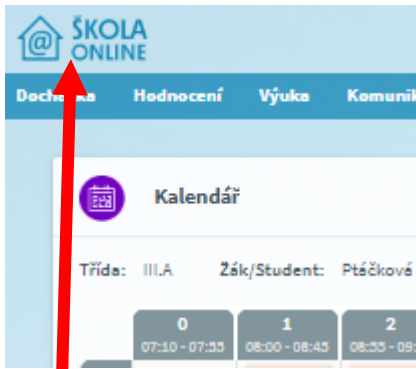 ŠKOLA
ONLINE
Hodnocení Výuka
Kalendář
Třída: III.A Žák/Student: Ptáčková
0 1 2
07:10 - 07:55 08:00 - 08:45